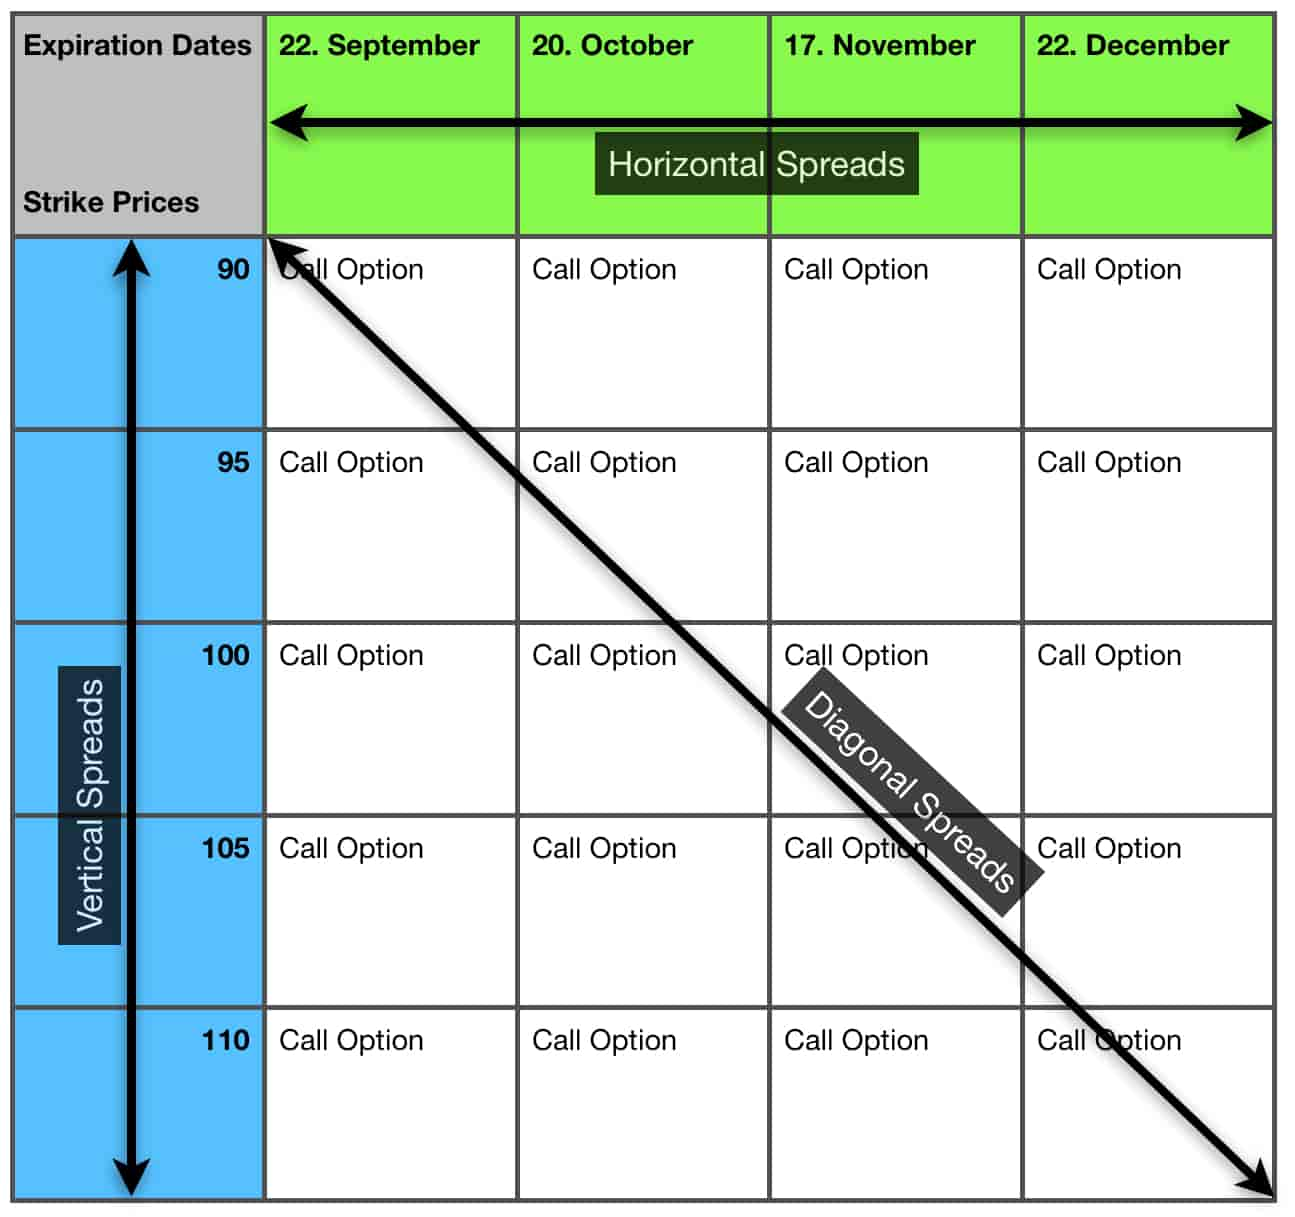 Expiration Dates 22. September 20. October 17. November 22. December
Horizontal Spreads
Strike Prices
90 Call Option Call Option Call Option Call Option
95 Call Option Call Option Call Option Call Option
100 Call Option Call Option Call Option Call Option
Diagonal Spreads
Vertical Spreads
105 Call Option Call Option Call Option Call Option
110 Call Option Call Option Call Option Call Option